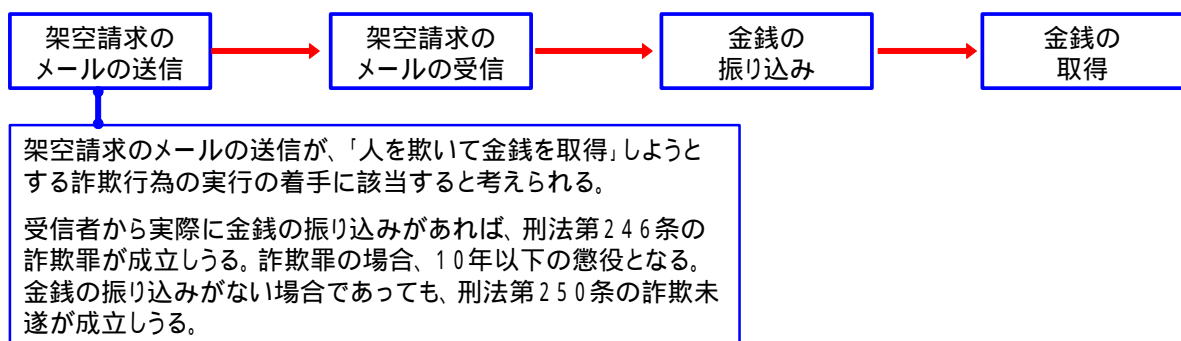 架空請求の
メールの送信
架空請求の
メールの受信
金銭の
振り込み
金銭の
取得
架空請求のメールの送信が、「人を欺いて金銭を取得」しようと
する詐欺行為の実行の着手に該当すると考えられる。
受信者から実際に金銭の振り込みがあれば、刑法第246条の
詐欺罪が成立しうる。詐欺罪の場合、10年以下の懲役となる。
金銭の振り込みがない場合であっても、刑法第250条の詐欺未
遂が成立しうる。